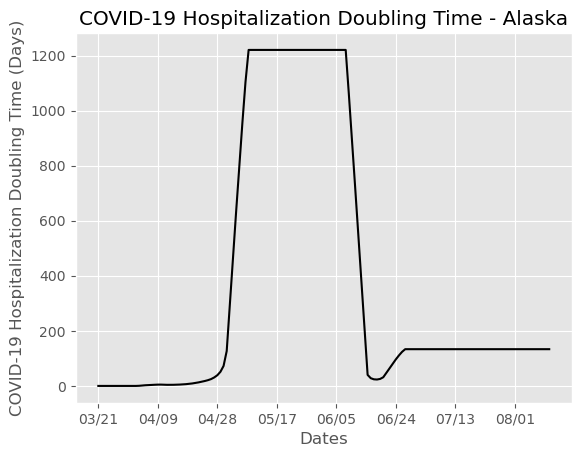 COVID-19 Hospitalization Doubling Time - Alaska
COVID-19 Hospitalization Doubling Time (Days)
1200
1000
800
600
400
200
0
03/21 04/09 04/28 05/17 06/05 06/24 07/13 08/01
Dates